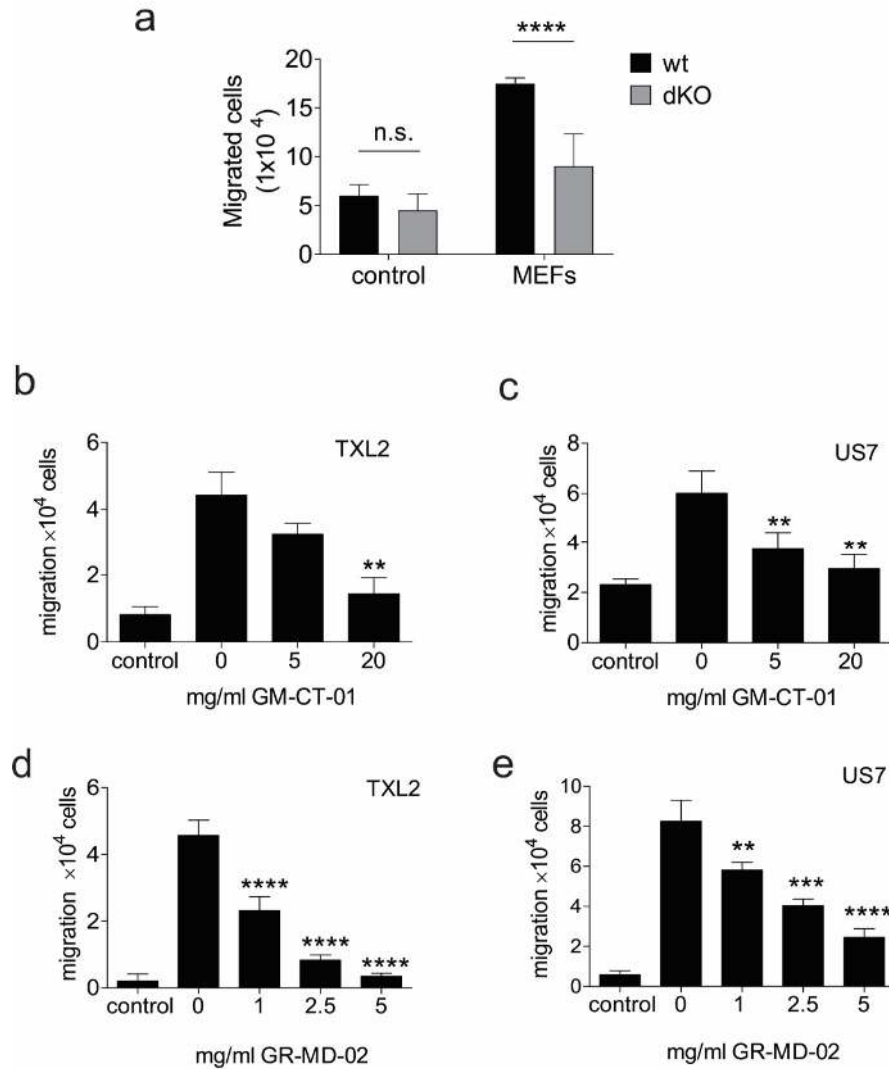 a
****
20
wt
dKO
15
n.s.
10
5
0
Migrated cells
(1x10 4)
control MEFs
b
TXL2
6
4
2
0
**
migration ×10⁴ cells
control 0 5 20
mg/ml GM-CT-01
c
US7
8
6
4
2
0
** **
migration ×10⁴ cells
control 0 5 20
mg/ml GM-CT-01
d
TXL2
6
4
2
0
**** **** ****
migration ×10⁴ cells
control 0 1 2.5 5
mg/ml GR-MD-02
e
US7
10
8
6
4
2
0
** *** ****
migration ×10⁴ cells
control 0 1 2.5 5
mg/ml GR-MD-02